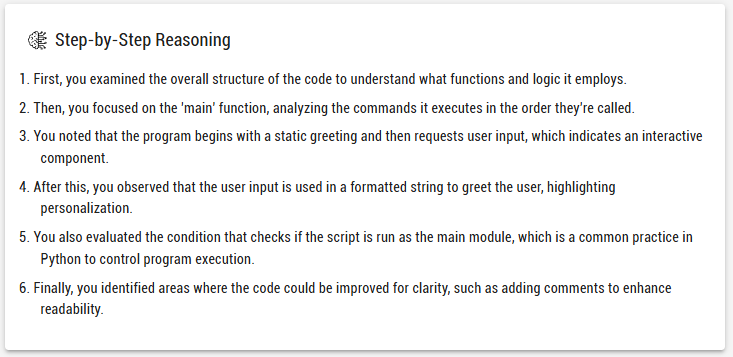 Step-by-Step Reasoning
1. First, you examined the overall structure of the code to understand what functions and logic it employs.
2. Then, you focused on the 'main' function, analyzing the commands it executes in the order they're called.
3. You noted that the program begins with a static greeting and then requests user input, which indicates an interactive
component.
4. After this, you observed that the user input is used in a formatted string to greet the user, highlighting
personalization.
5. You also evaluated the condition that checks if the script is run as the main module, which is a common practice in
Python to control program execution.
6. Finally, you identified areas where the code could be improved for clarity, such as adding comments to enhance
readability.